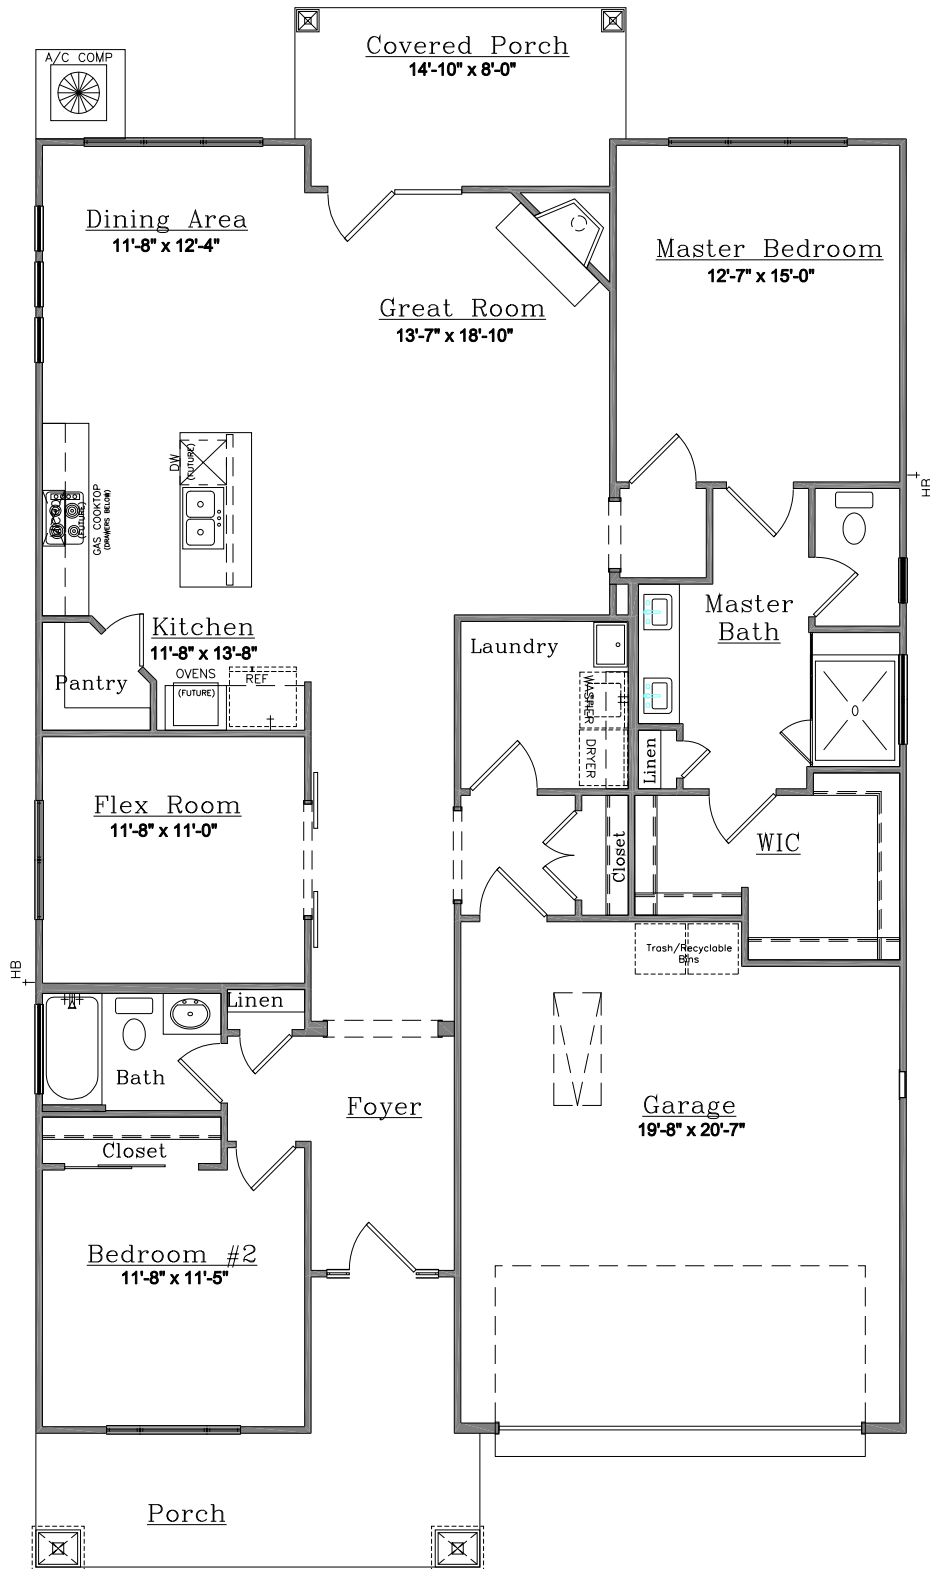 Covered Porch
14'-10" x 8'-0"
A/C COMP
Dining Area
11'-8" x 12'-4"
Master Bedroom
12'-7" x 15'-0"
Great Room
13'-7" x 18'-10"
DW
(FUTURE)
GAS COOKTOP
(DRAWERS BELOW)
(FUTURE)
HB
Kitchen
11'-8" x 13'-8"
Master
Bath
Laundry
Pantry
OVENS
(FUTURE)
REF
WASHER
DRYER
Linen
Flex Room
11'-8" x 11'-0"
Closet
WIC
Trash/Recyclable
Bins
HB
Linen
Bath
Foyer
Garage
19'-8" x 20'-7"
Closet
Bedroom #2
11'-8" x 11'-5"
Porch